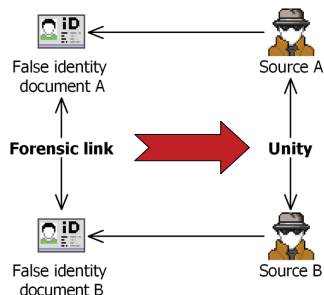 iD
False identity
document A
Source A
Forensic link
Unity
iD
False identity
document B
Source B